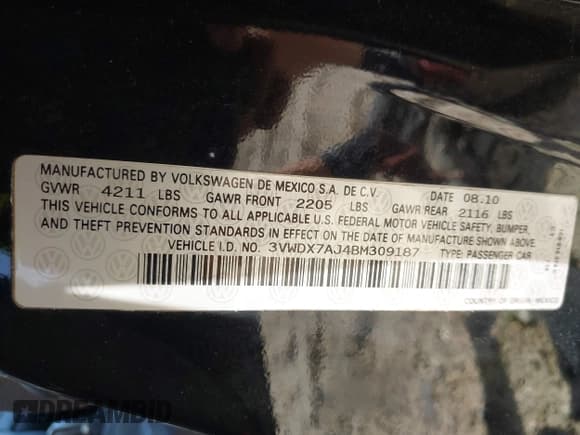 MANUFACTURED BY VOLKSWAGEN DE MEXICO S.A. DE C.V. DATE 08.10
GVWR 4211 LBS GAWR FRONT 2205 LBS GAWR REAR 2116 LBS
THIS VEHICLE CONFORMS TO ALL APPLICABLE U.S. FEDERAL MOTOR VEHICLE SAFETY, BUMPER,
AND THEFT PREVENTION STANDARDS IN EFFECT ON THE DATE OF MANUFACTURE SHOWN ABOVE.
VEHICLE I.D. NO. 3VWDX7AJ4BM309187 TYPE: PASSENGER CAR
COUNTRY OF ORIGIN: MEXICO
DREAMBID